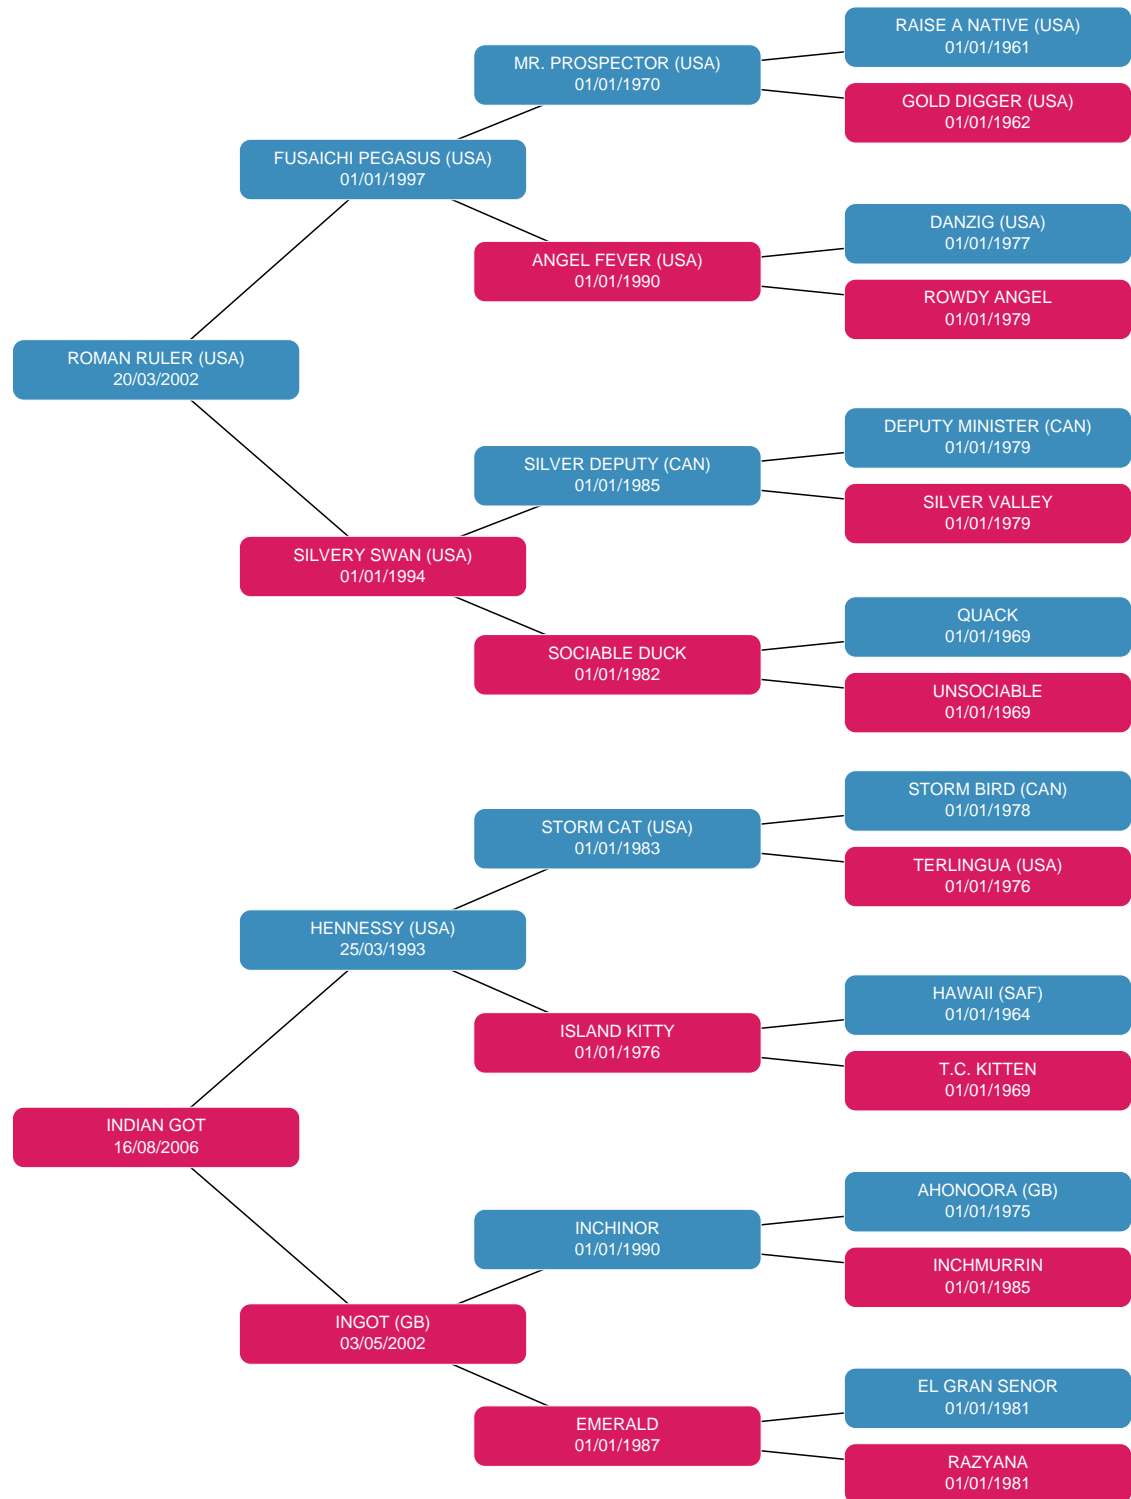 RAISE A NATIVE (USA)
01/01/1961
MR. PROSPECTOR (USA)
01/01/1970
GOLD DIGGER (USA)
01/01/1962
FUSAICHI PEGASUS (USA)
01/01/1997
DANZIG (USA)
01/01/1977
ANGEL FEVER (USA)
01/01/1990
ROWDY ANGEL
01/01/1979
ROMAN RULER (USA)
20/03/2002
DEPUTY MINISTER (CAN)
01/01/1979
SILVER DEPUTY (CAN)
01/01/1985
SILVER VALLEY
01/01/1979
SILVERY SWAN (USA)
01/01/1994
QUACK
01/01/1969
SOCIABLE DUCK
01/01/1982
UNSOCIABLE
01/01/1969
STORM BIRD (CAN)
01/01/1978
STORM CAT (USA)
01/01/1983
TERLINGUA (USA)
01/01/1976
HENNESSY (USA)
25/03/1993
HAWAII (SAF)
01/01/1964
ISLAND KITTY
01/01/1976
T.C. KITTEN
01/01/1969
INDIAN GOT
16/08/2006
AHONOORA (GB)
01/01/1975
INCHINOR
01/01/1990
INCHMURRIN
01/01/1985
INGOT (GB)
03/05/2002
EL GRAN SENOR
01/01/1981
EMERALD
01/01/1987
RAZYANA
01/01/1981